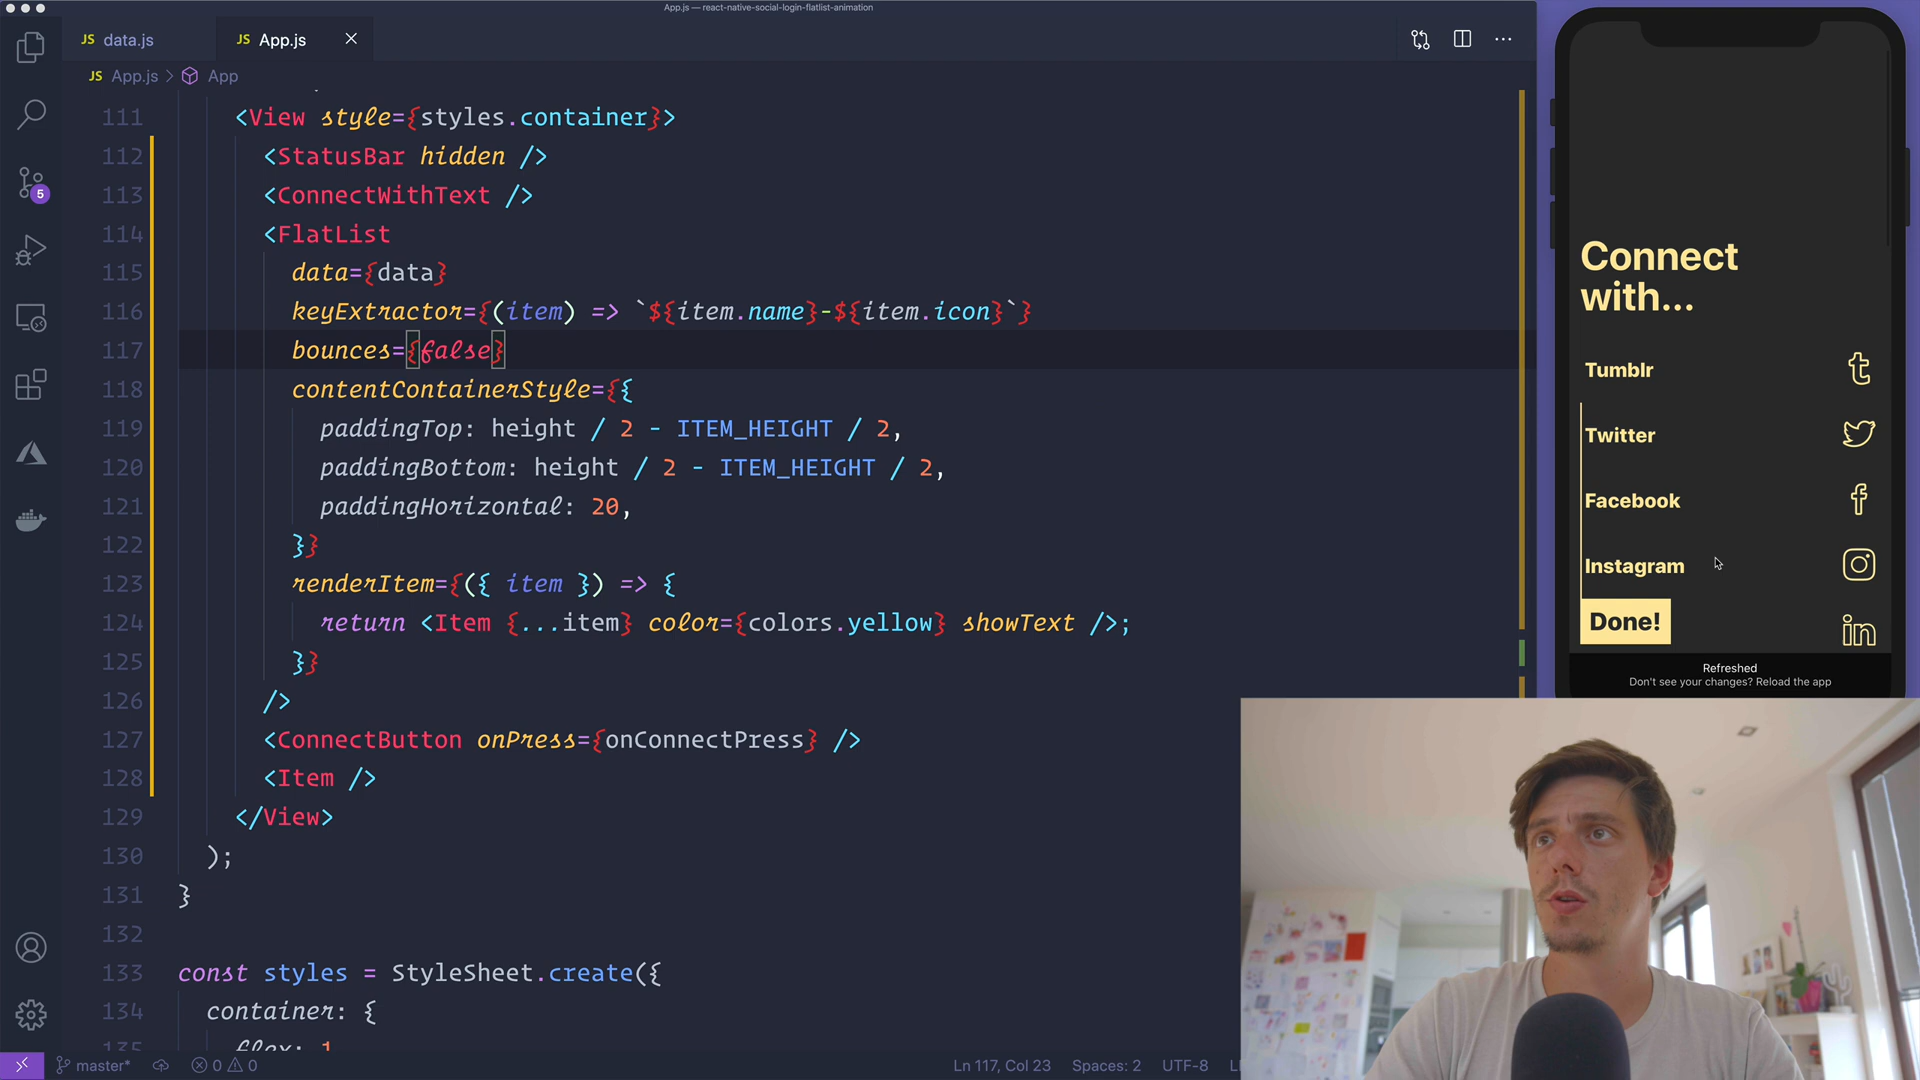 App.js — react-native-social-login-flatlist-animation
JS data.js
JS App.js
JS App.js > App
111 <View style={styles.container}>
112 <StatusBar hidden />
113 <ConnectWithText />
114 <FlatList
115 data={data}
116 keyExtractor={(item) => `${item.name}-${item.icon}`}
117 bounces={false}
118 contentContainerStyle={{
119 paddingTop: height / 2 - ITEM_HEIGHT / 2,
120 paddingBottom: height / 2 - ITEM_HEIGHT / 2,
121 paddingHorizontal: 20,
122 }}
123 renderItem={({ item }) => {
124 return <Item {...item} color={colors.yellow} showText />;
125 }}
126 />
127 <ConnectButton onPress={onConnectPress} />
128 <Item />
129 </View>
130 );
131 }
132
133 const styles = StyleSheet.create({
134 container: {
135 flex: 1
5
master* 0 0
Ln 117, Col 23 Spaces: 2 UTF-8
Connect
with...
Tumblr
Twitter
Facebook
Instagram
Done!
in
Refreshed
Don't see your changes? Reload the app